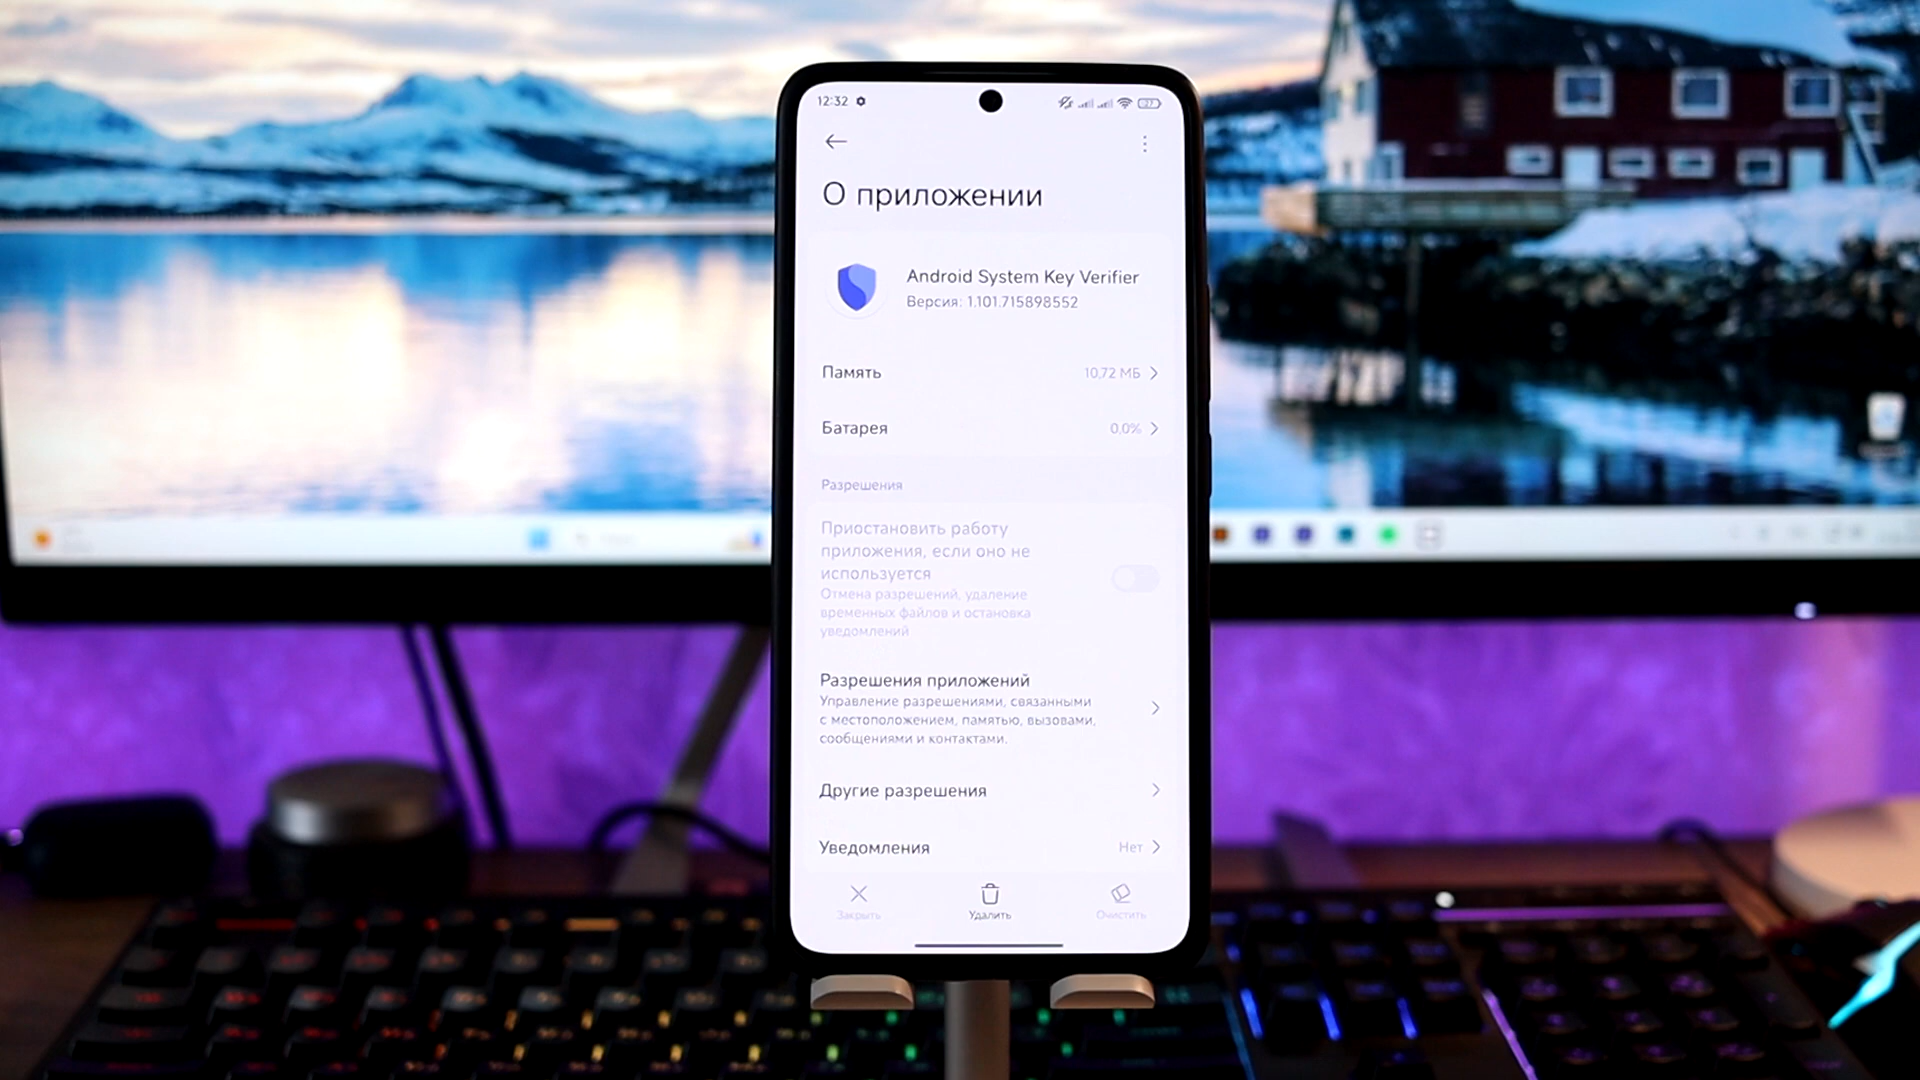 12:32
27
О приложении
Android System Key Verifier
Версия: 1.101.715898552
Память
10,72 МБ
Батарея
0,0%
Разрешения
Приостановить работу
приложения, если оно не
используется
Отмена разрешений, удаление
временных файлов и остановка
уведомлений
Разрешения приложений
Управление разрешениями, связанными
с местоположением, памятью, вызовами,
сообщениями и контактами.
Другие разрешения
Уведомления
Нет
Закрыть
Удалить
Очистить